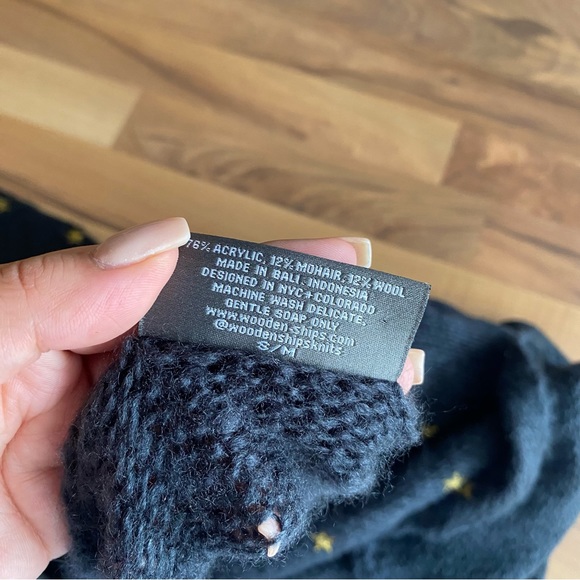 76% ACRYLIC, 12% MOHAIR, 12% WOOL
MADE IN BALI, INDONESIA
DESIGNED IN NYC + COLORADO
MACHINE WASH DELICATE.
GENTLE SOAP ONLY
www.wooden-ships.com
@woodenshipsknits
S/M